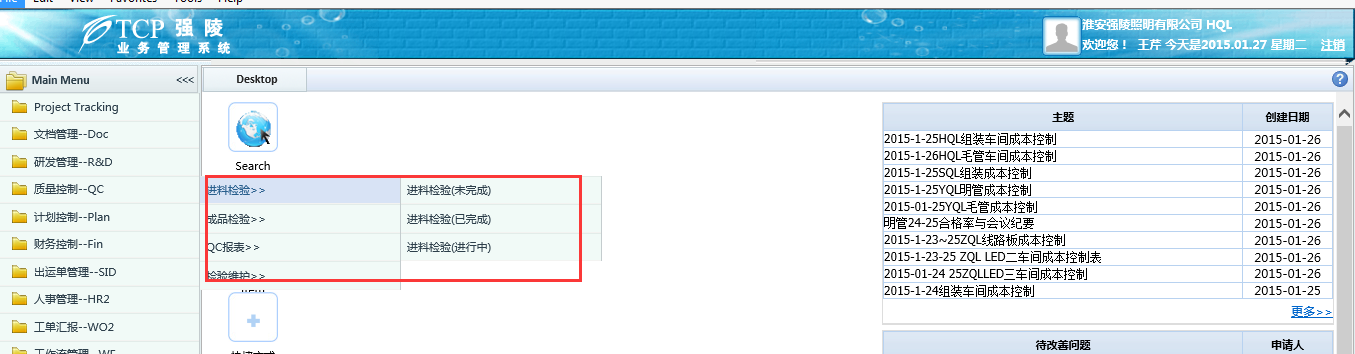 File Edit View Favorites Tools Help
TCP 强 陵
业 务 管 理 系 统
淮安强陵照明有限公司 HQL
欢迎您！ 王芹 今天是2015.01.27 星期二 注销
Main Menu <<<
Desktop
Project Tracking
文档管理--Doc
研发管理--R&D
质量控制--QC
计划控制--Plan
财务控制--Fin
出运单管理--SID
人事管理--HR2
工单汇报--WO2
工作流管理--WF
Search
进料检验>>
成品检验>>
QC报表>>
检验维护>>
进料检验(未完成)
进料检验(已完成)
进料检验(进行中)
快捷方式
主题 创建日期
2015-1-25HQL组装车间成本控制 2015-01-26
2015-1-26HQL毛管车间成本控制 2015-01-26
2015-1-25SQL组装成本控制 2015-01-26
2015-1-25YQL明管成本控制 2015-01-26
2015-01-25YQL毛管成本控制 2015-01-26
明管24-25合格率与会议纪要 2015-01-26
2015-1-23~25ZQL线路板成本控制 2015-01-26
2015-1-23-25 ZQL LED二车间成本控制表 2015-01-26
2015-01-24 25ZQLLED三车间成本控制 2015-01-26
2015-1-24组装车间成本控制 2015-01-25
更多>>
待改善问题 申请人